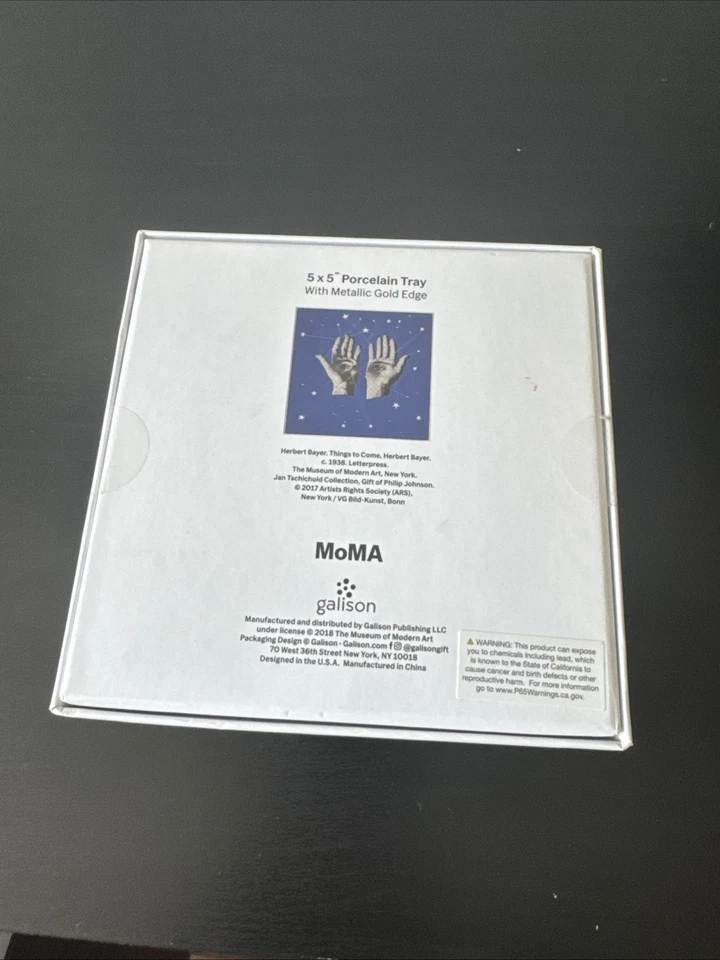 5 x 5" Porcelain Tray
With Metallic Gold Edge
Herbert Bayer. Things to Come, Herbert Bayer.
c. 1938. Letterpress.
The Museum of Modern Art, New York.
Jan Tschichold Collection, Gift of Philip Johnson.
© 2017 Artists Rights Society (ARS),
New York / VG Bild-Kunst, Bonn
MoMA
galison
Manufactured and distributed by Galison Publishing LLC
under license © 2018 The Museum of Modern Art
Packaging Design © Galison • Galison.com f @galisongift
70 West 36th Street New York, NY 10018
Designed in the U.S.A. Manufactured in China
WARNING: This product can expose
you to chemicals including lead, which
is known to the State of California to
cause cancer and birth defects or other
reproductive harm. For more information
go to www.P65Warnings.ca.gov.